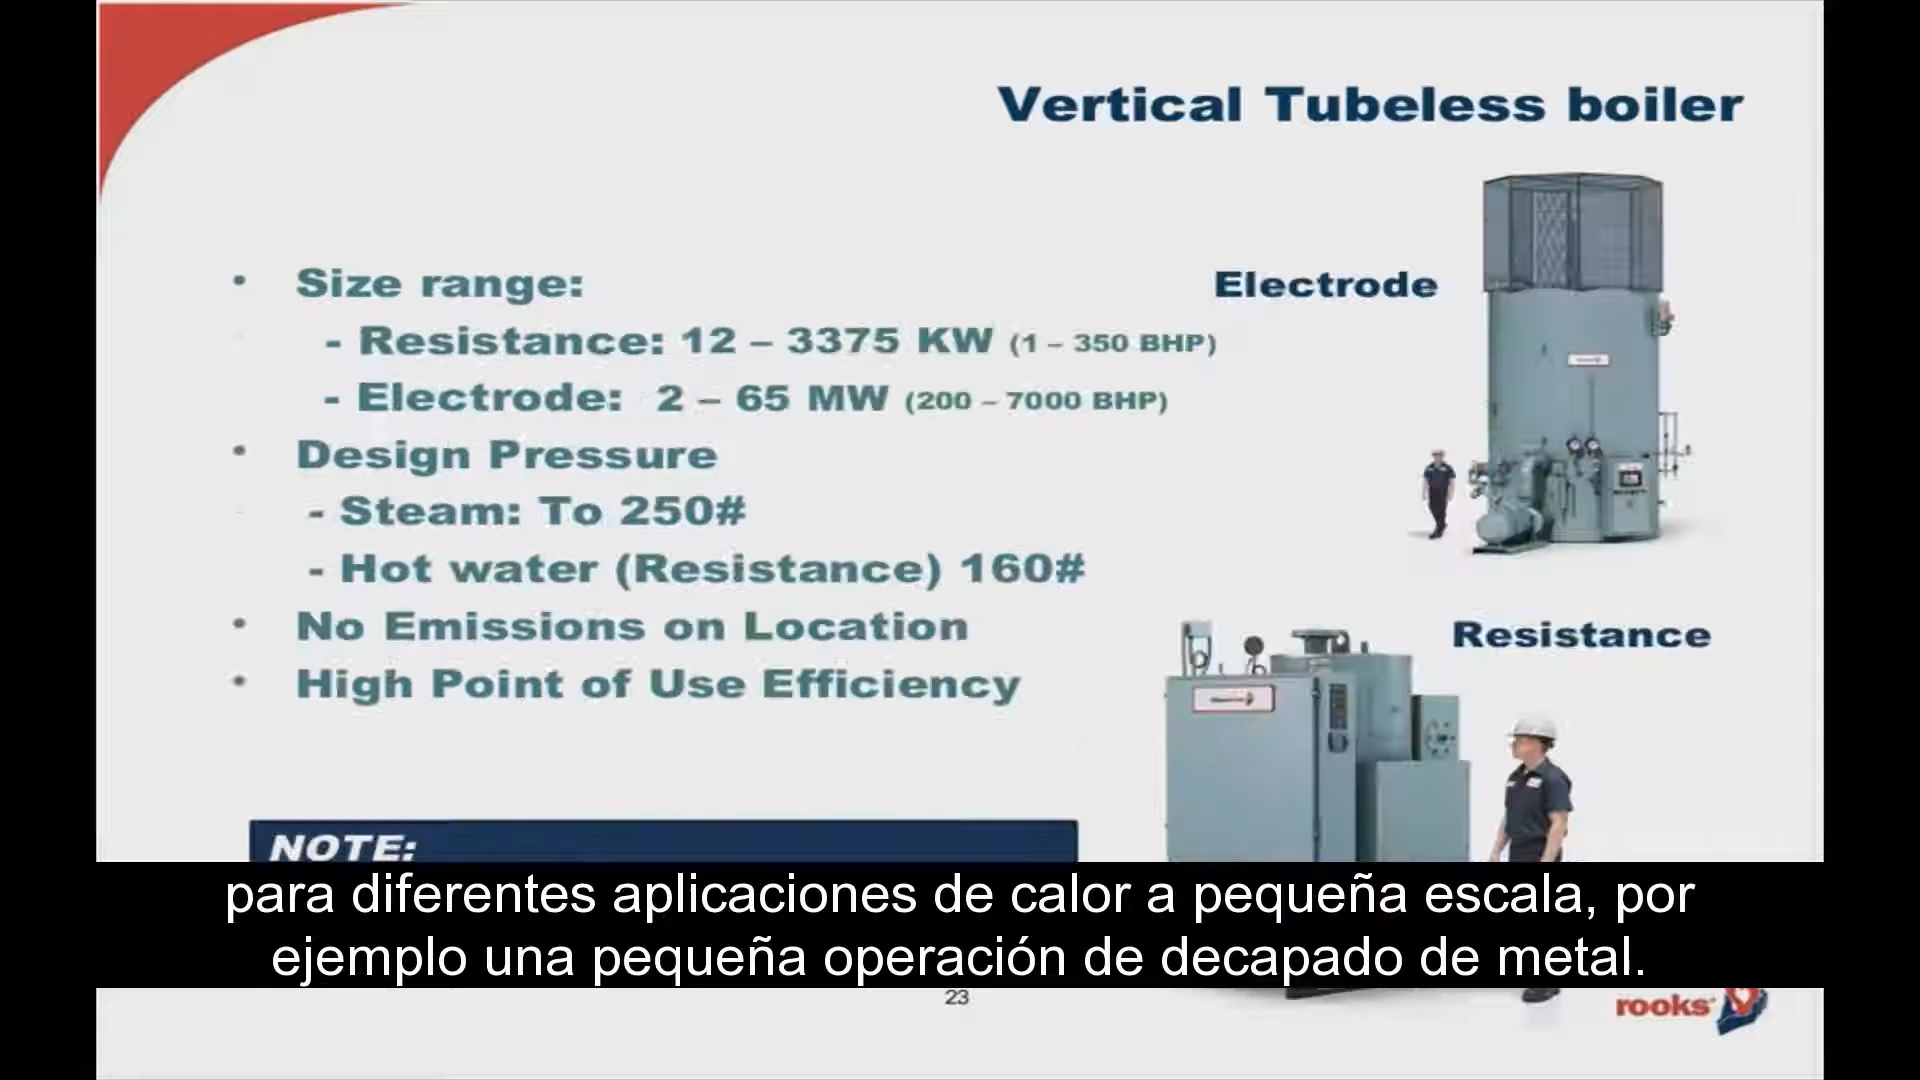 Vertical Tubeless boiler
Electrode
• Size range:
- Resistance: 12 – 3375 KW (1 – 350 BHP)
- Electrode: 2 – 65 MW (200 – 7000 BHP)
• Design Pressure
- Steam: To 250#
- Hot water (Resistance) 160#
• No Emissions on Location
• High Point of Use Efficiency
Resistance
NOTE:
para diferentes aplicaciones de calor a pequeña escala, por
ejemplo una pequeña operación de decapado de metal.
23
rooks